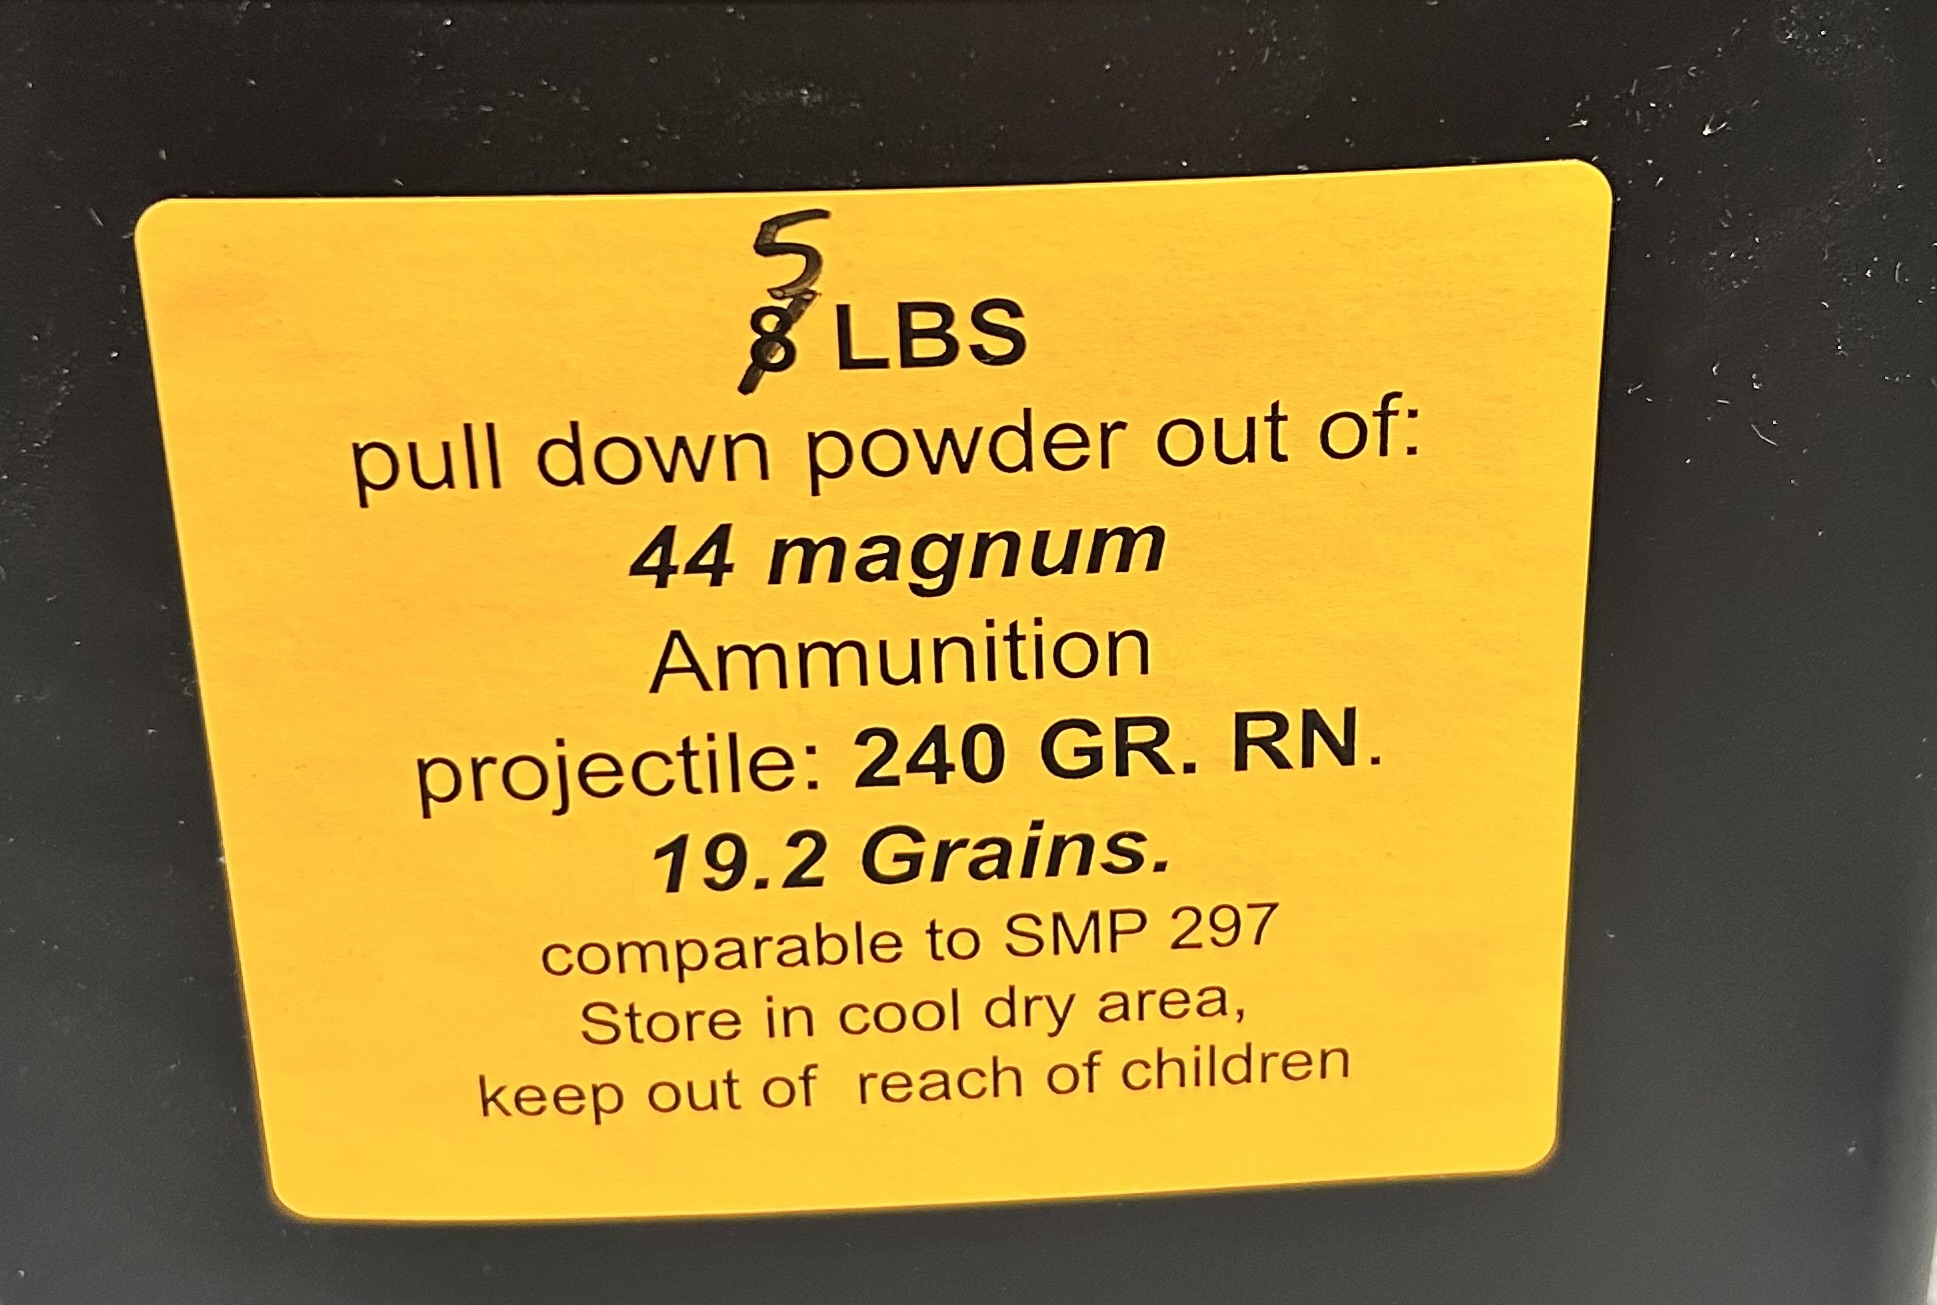 5
8 LBS
pull down powder out of:
44 magnum
Ammunition
projectile: 240 GR. RN.
19.2 Grains.
comparable to SMP 297
Store in cool dry area,
keep out of reach of children